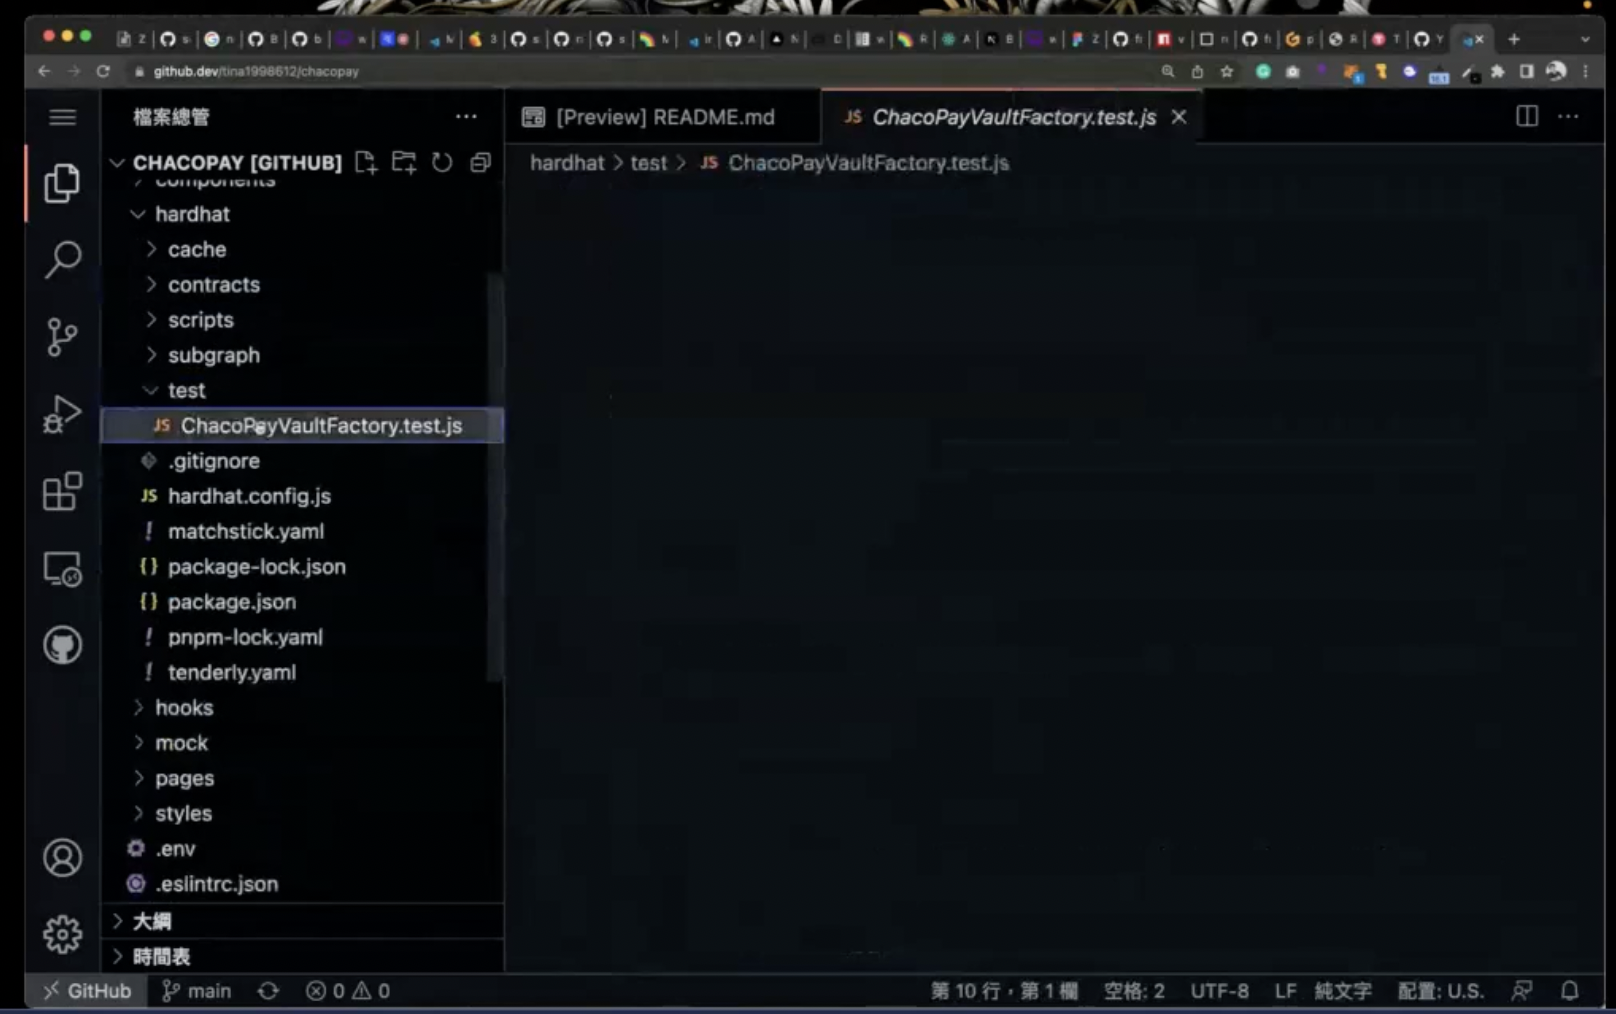 github.dev/tina1998612/chacopay
檔案總管
[Preview] README.md
JS ChacoPayVaultFactory.test.js
CHACOPAY [GITHUB]
hardhat > test > JS ChacoPayVaultFactory.test.js
components
hardhat
cache
contracts
scripts
subgraph
test
JS ChacoPayVaultFactory.test.js
.gitignore
JS hardhat.config.js
! matchstick.yaml
{} package-lock.json
{} package.json
! pnpm-lock.yaml
! tenderly.yaml
hooks
mock
pages
styles
.env
.eslintrc.json
大綱
時間表
GitHub main 0 0 第 10 行，第 1 欄 空格: 2 UTF-8 LF 純文字 配置: U.S.